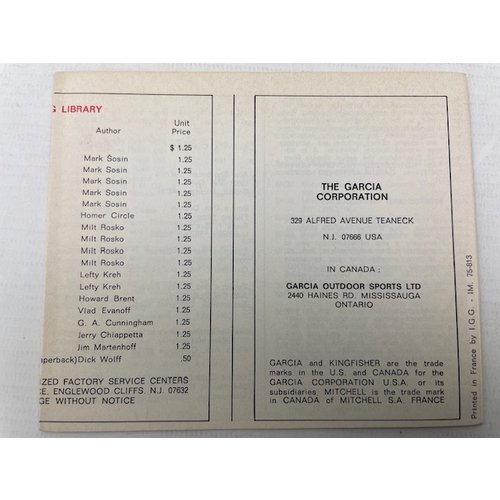 G LIBRARY
Author Unit Price
$ 1.25
Mark Sosin 1.25
Mark Sosin 1.25
Mark Sosin 1.25
Mark Sosin 1.25
Mark Sosin 1.25
Homer Circle 1.25
Milt Rosko 1.25
Milt Rosko 1.25
Milt Rosko 1.25
Milt Rosko 1.25
Lefty Kreh 1.25
Lefty Kreh 1.25
Howard Brent 1.25
Vlad Evanoff 1.25
G. A. Cunningham 1.25
Jerry Chiappetta 1.25
Jim Martenhoff 1.25
paperback) Dick Wolff .50
IZED FACTORY SERVICE CENTERS
CE, ENGLEWOOD CLIFFS. N.J. 07632
GE WITHOUT NOTICE
THE GARCIA
CORPORATION
329 ALFRED AVENUE TEANECK
N.J. 07666 USA
IN CANADA :
GARCIA OUTDOOR SPORTS LTD
2440 HAINES RD. MISSISSAUGA
ONTARIO
GARCIA and KINGFISHER are the trade
marks in the U.S. and CANADA for the
GARCIA CORPORATION U.S.A. or its
subsidiaries, MITCHELL is the trade mark
in CANADA of MITCHELL S.A. FRANCE
Printed in France by I.G.G. - IM. 75-813